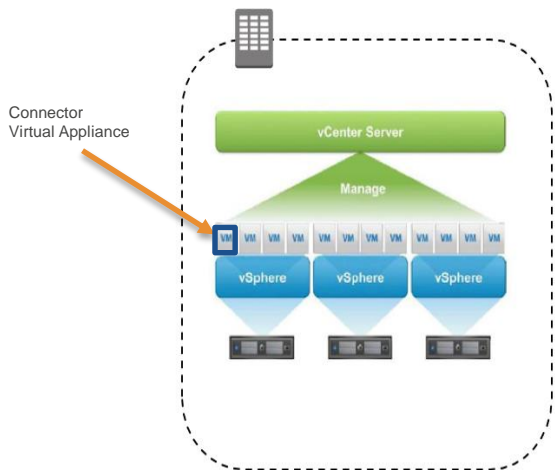 Connector
Virtual Appliance
vCenter Server
Manage
VM VM VM VM VM VM VM VM VM VM VM VM
vSphere vSphere vSphere